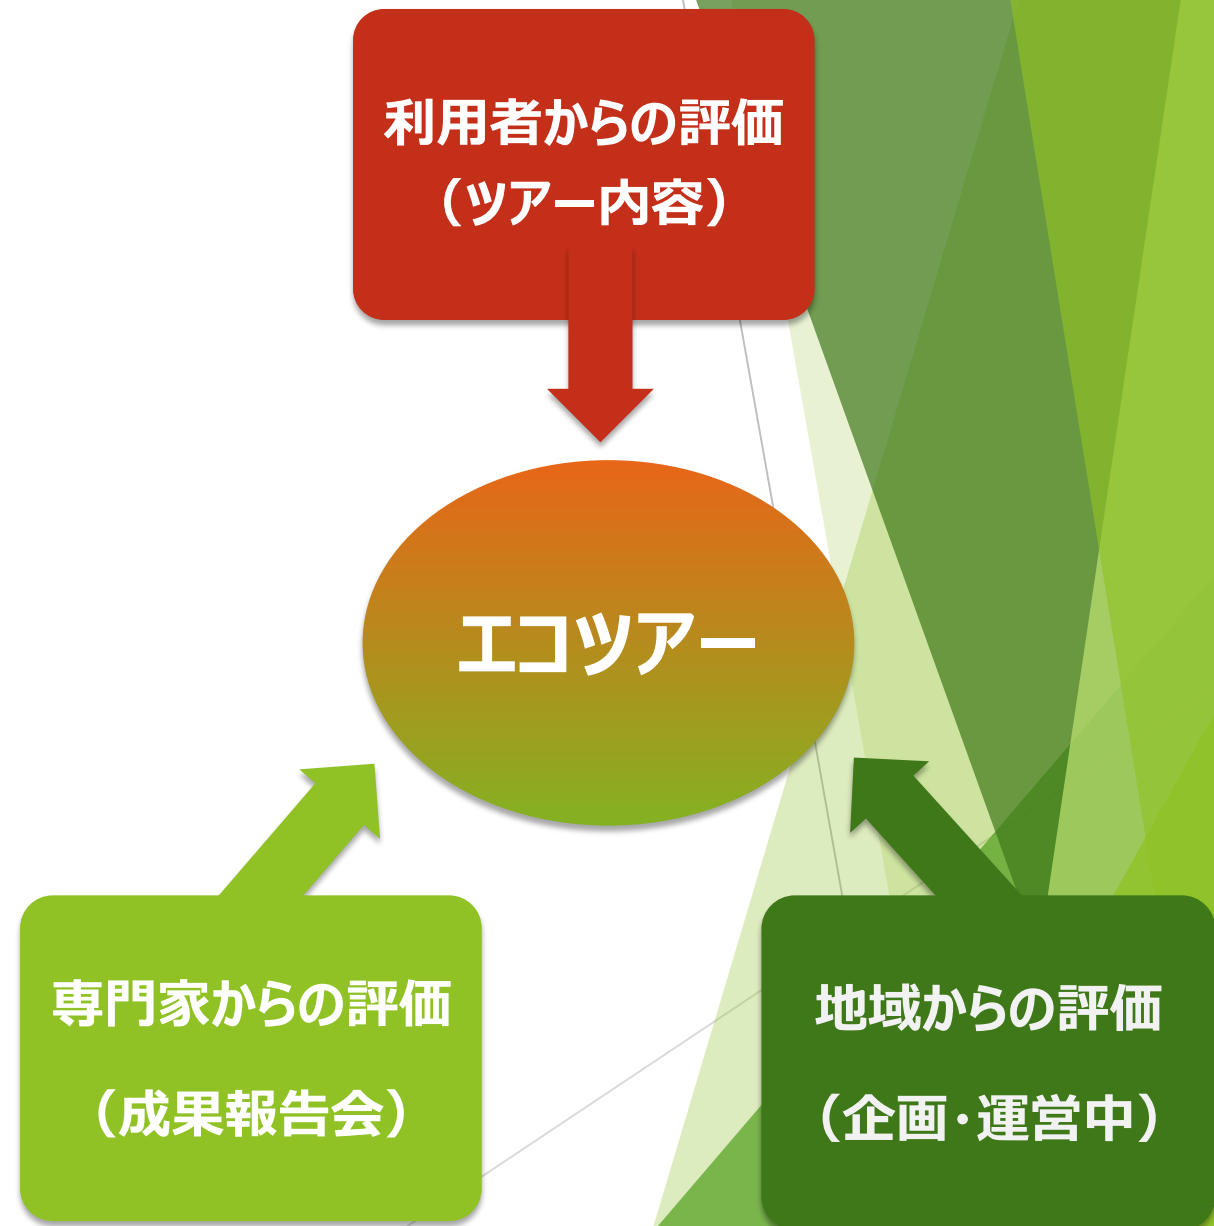 利用者からの評価
（ツアー内容）
エコツアー
専門家からの評価
（成果報告会）
地域からの評価
（企画・運営中）